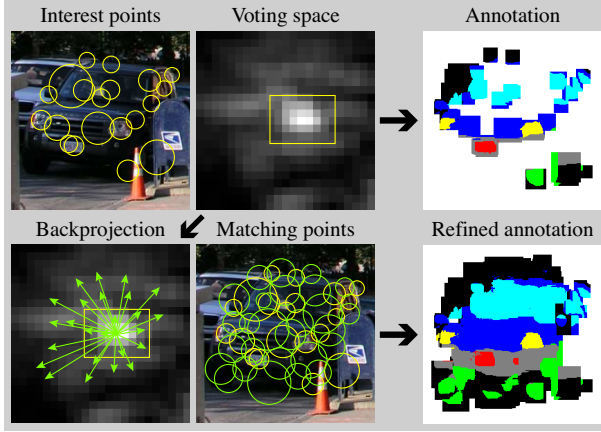 Interest points
Voting space
Annotation
Backprojection
Matching points
Refined annotation